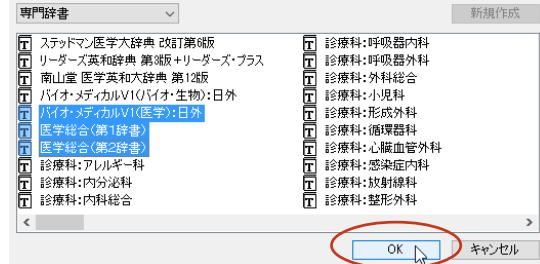 専門辞書
新規作成
ステッドマン医学大辞典 改訂第6版
リーダーズ英和辞典 第3版+リーダーズ・プラス
南山堂 医学英和大辞典 第12版
バイオ・メディカルV1(バイオ・生物):日外
バイオ・メディカルV1(医学):日外
医学総合(第1辞書)
医学総合(第2辞書)
診療科:アレルギー科
診療科:内分泌科
診療科:内科総合
診療科:呼吸器内科
診療科:呼吸器外科
診療科:外科総合
診療科:小児科
診療科:形成外科
診療科:循環器科
診療科:心臓血管外科
診療科:感染症内科
診療科:放射線科
診療科:整形外科
OK
キャンセル